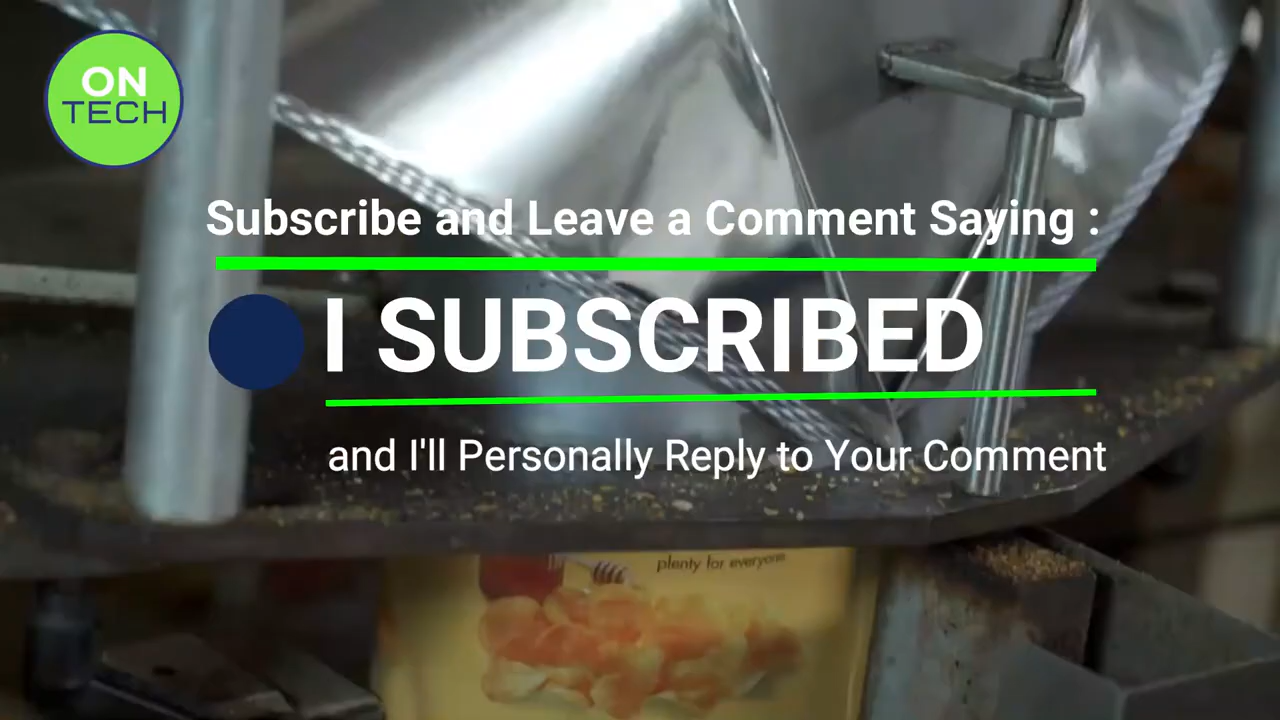 ON
TECH
Subscribe and Leave a Comment Saying :
I SUBSCRIBED
and I'll Personally Reply to Your Comment
plenty for everyone